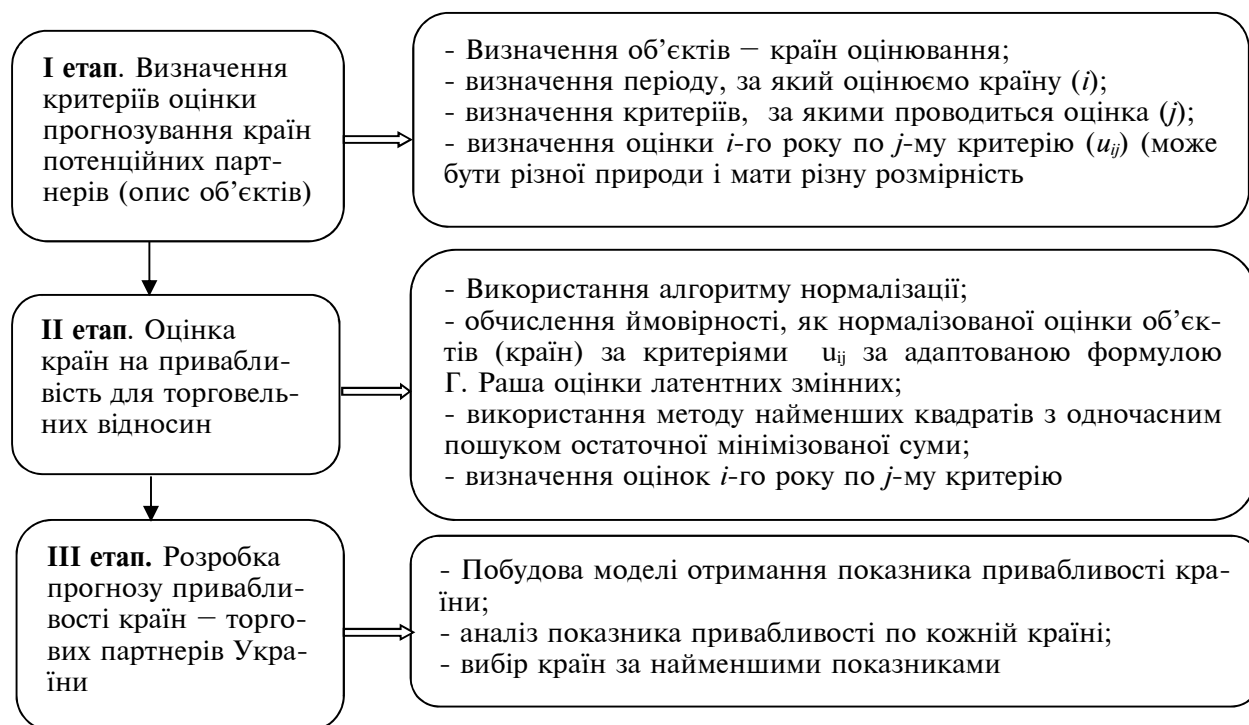 І етап. Визначення
критеріїв оцінки
прогнозування країн
потенційних парт-
нерів (опис об’єктів)
- Визначення об’єктів – країн оцінювання;
- визначення періоду, за який оцінюємо країну (i);
- визначення критеріїв, за якими проводиться оцінка (j);
- визначення оцінки i-го року по j-му критерію (uij) (може
бути різної природи і мати різну розмірність
ІІ етап. Оцінка
країн на привабли-
вість для торговель-
них відносин
- Використання алгоритму нормалізації;
- обчислення ймовірності, як нормалізованої оцінки об’єк-
тів (країн) за критеріями uij за адаптованою формулою
Г. Раша оцінки латентних змінних;
- використання методу найменших квадратів з одночасним
пошуком остаточної мінімізованої суми;
- визначення оцінок i-го року по j-му критерію
ІІІ етап. Розробка
прогнозу привабли-
вості країн – торго-
вих партнерів Укра-
їни
- Побудова моделі отримання показника привабливості кра-
їни;
- аналіз показника привабливості по кожній країні;
- вибір країн за найменшими показниками